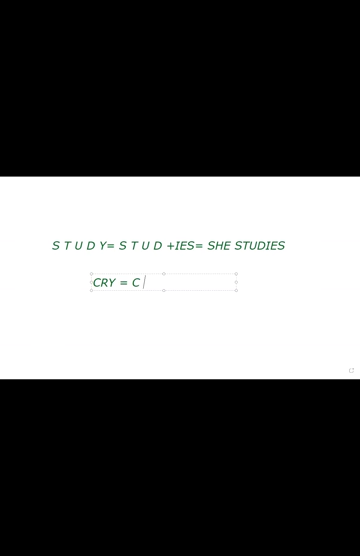 S T U D Y= S T U D +IES= SHE STUDIES
CRY = C